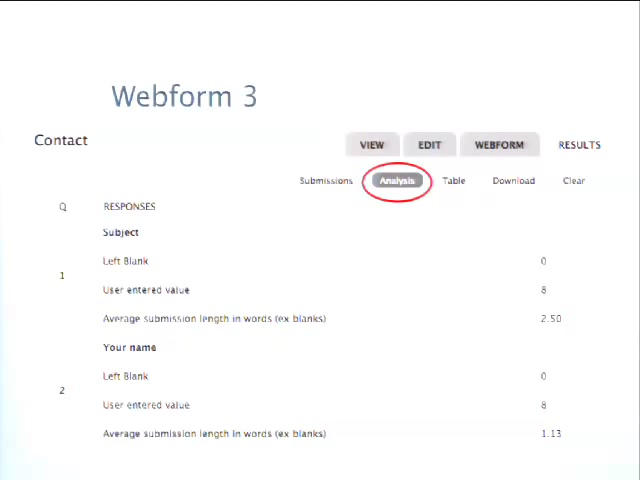 Webform 3
Contact
VIEW EDIT WEBFORM RESULTS
Submissions Analysis Table Download Clear
Q RESPONSES
Subject
Left Blank 0
1
User entered value 8
Average submission length in words (ex blanks) 2.50
Your name
Left Blank 0
2
User entered value 8
Average submission length in words (ex blanks) 1.13